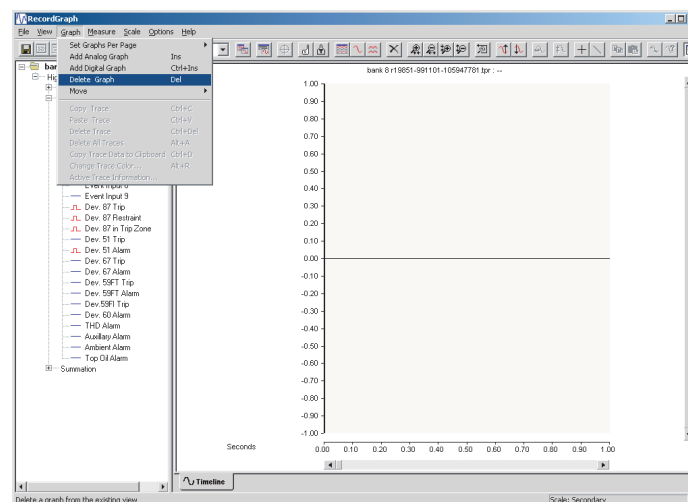 RecordGraph
File View Graph Measure Scale Options Help
Set Graphs Per Page
Add Analog Graph Ins
Add Digital Graph Ctrl+Ins
Delete Graph Del
Move
Copy Trace Ctrl+C
Paste Trace Ctrl+V
Delete Trace Ctrl+Del
Delete All Traces Alt+A
Copy Trace Data to Clipboard Ctrl+D
Change Trace Color... Alt+R
Active Trace Information...
Event Input 9
Dev. 87 Trip
Dev. 87 Restraint
Dev. 87 in Trip Zone
Dev. 51 Trip
Dev. 51 Alarm
Dev. 67 Trip
Dev. 67 Alarm
Dev. 59FT Trip
Dev. 59FT Alarm
Dev.59FI Trip
Dev. 60 Alarm
THD Alarm
Auxillary Alarm
Ambient Alarm
Top Oil Alarm
Summation
bank 8 r19851-991101-105947781.tpr : --
1.00
0.90
0.80
0.70
0.60
0.50
0.40
0.30
0.20
0.10
0.00
-0.10
-0.20
-0.30
-0.40
-0.50
-0.60
-0.70
-0.80
-0.90
-1.00
Seconds
0.00 0.10 0.20 0.30 0.40 0.50 0.60 0.70 0.80 0.90 1.00
Timeline
Delete a graph from the existing view
Scale: Secondary